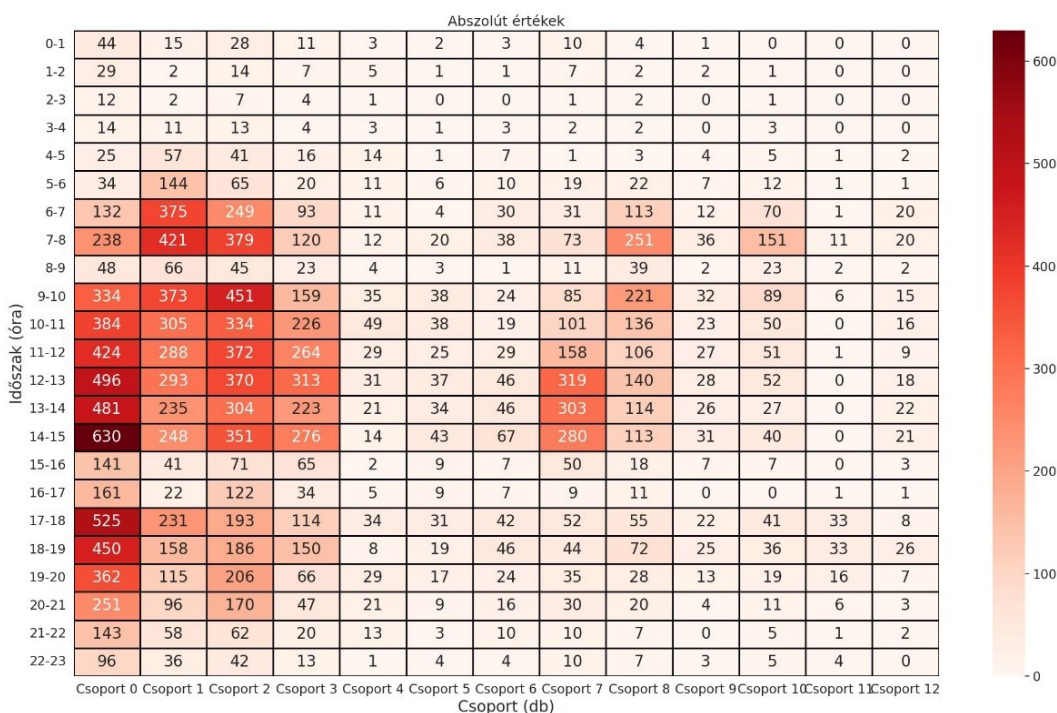 Abszolút értékek
0-1 44 15 28 11 3 2 3 10 4 1 0 0 0
1-2 29 2 14 7 5 1 1 7 2 2 1 0 0
2-3 12 2 7 4 1 0 0 1 2 0 1 0 0
3-4 14 11 13 4 3 1 3 2 2 0 3 0 0
4-5 25 57 41 16 14 1 7 1 3 4 5 1 2
5-6 34 144 65 20 11 6 10 19 22 7 12 1 1
6-7 132 375 249 93 11 4 30 31 113 12 70 1 20
7-8 238 421 379 120 12 20 38 73 251 36 151 11 20
8-9 48 66 45 23 4 3 1 11 39 2 23 2 2
9-10 334 373 451 159 35 38 24 85 221 32 89 6 15
10-11 384 305 334 226 49 38 19 101 136 23 50 0 16
11-12 424 288 372 264 29 25 29 158 106 27 51 1 9
12-13 496 293 370 313 31 37 46 319 140 28 52 0 18
13-14 481 235 304 223 21 34 46 303 114 26 27 0 22
14-15 630 248 351 276 14 43 67 280 113 31 40 0 21
15-16 141 41 71 65 2 9 7 50 18 7 7 0 3
16-17 161 22 122 34 5 9 7 9 11 0 0 1 1
17-18 525 231 193 114 34 31 42 52 55 22 41 33 8
18-19 450 158 186 150 8 19 46 44 72 25 36 33 26
19-20 362 115 206 66 29 17 24 35 28 13 19 16 7
20-21 251 96 170 47 21 9 16 30 20 4 11 6 3
21-22 143 58 62 20 13 3 10 10 7 0 5 1 2
22-23 96 36 42 13 1 4 4 10 7 3 5 4 0
Csoport 0 Csoport 1 Csoport 2 Csoport 3 Csoport 4 Csoport 5 Csoport 6 Csoport 7 Csoport 8 Csoport 9 Csoport 10 Csoport 11 Csoport 12
Csoport (db)
Időszak (óra)
600
500
400
300
200
100
0